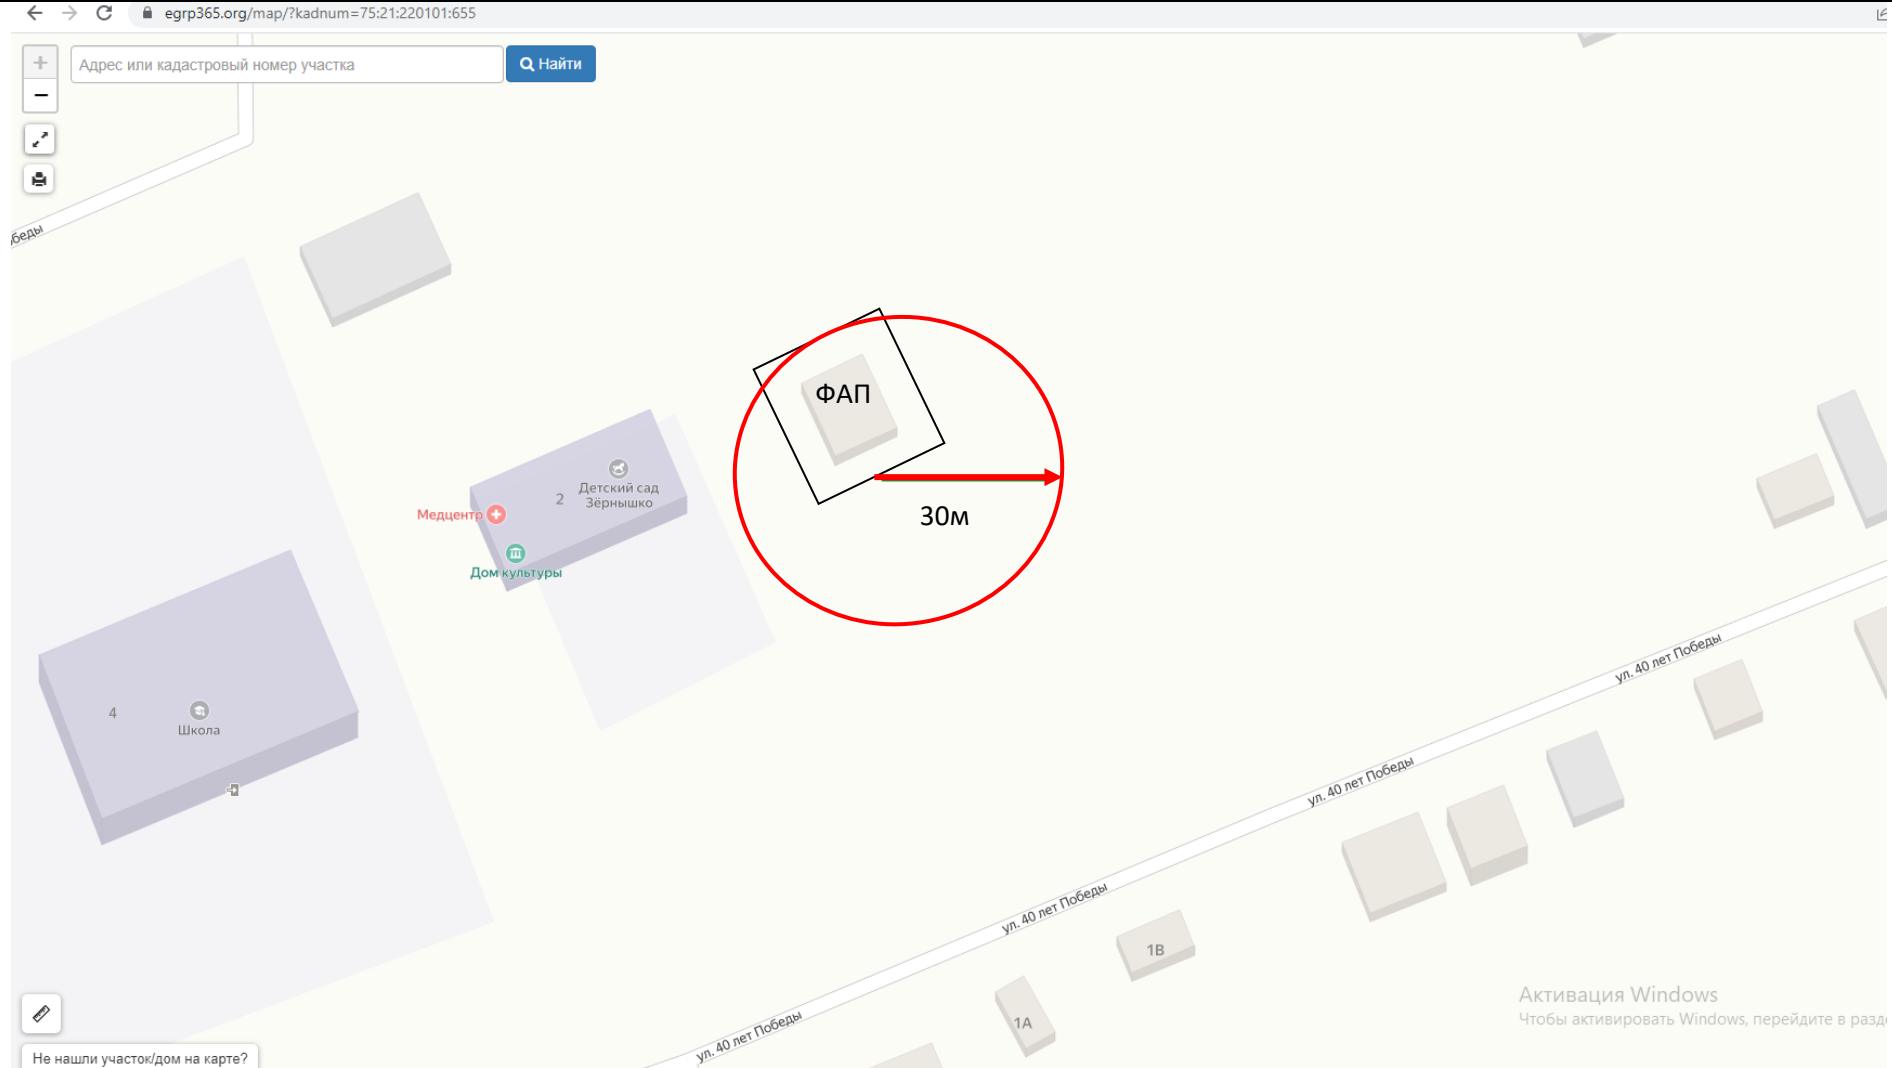 egrp365.org/map/?kadnum=75:21:220101:655
Адрес или кадастровый номер участка
Найти
обеды
ФАП
30м
Детский сад
Зёрнышко
2
Медцентр
Дом культуры
4
Школа
ул. 40 лет Победы
ул. 40 лет Победы
ул. 40 лет Победы
ул. 40 лет Победы
1В
1А
Активация Windows
Чтобы активировать Windows, перейдите в разд
Не нашли участок/дом на карте?